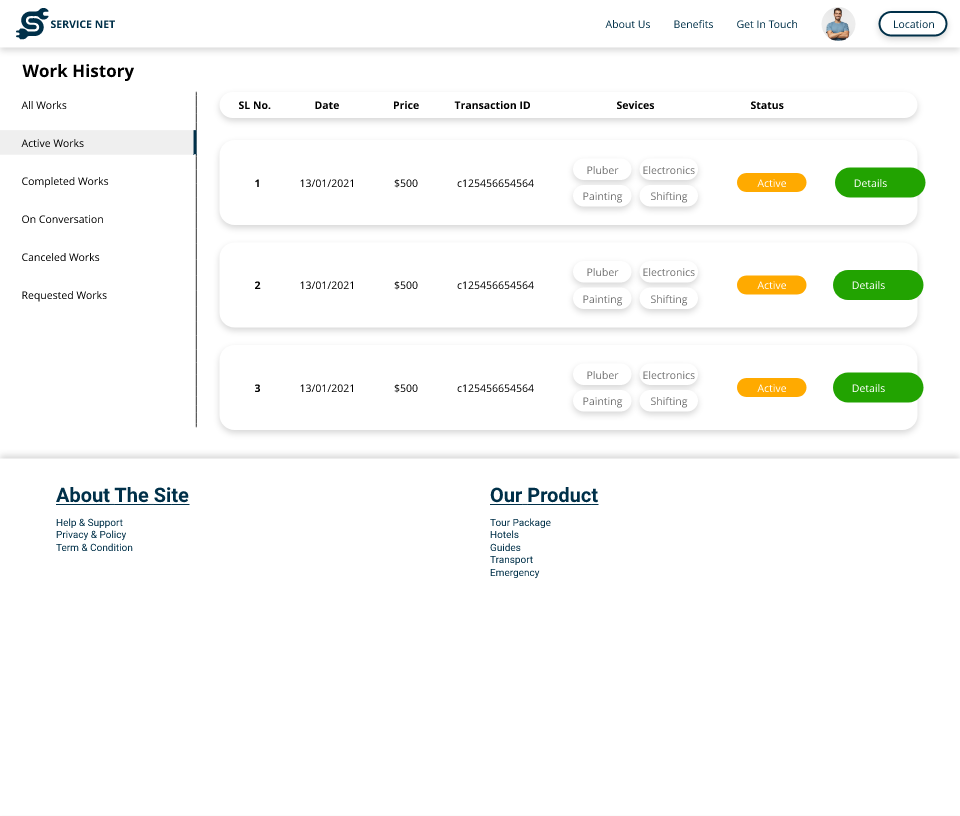 SERVICE NET
About Us Benefits Get In Touch Location
Work History
All Works
Active Works
Completed Works
On Conversation
Canceled Works
Requested Works
SL No. Date Price Transaction ID Sevices Status
1 13/01/2021 $500 c125456654564 Pluber Electronics Active Details
Painting Shifting
2 13/01/2021 $500 c125456654564 Pluber Electronics Active Details
Painting Shifting
3 13/01/2021 $500 c125456654564 Pluber Electronics Active Details
Painting Shifting
About The Site
Help & Support
Privacy & Policy
Term & Condition
Our Product
Tour Package
Hotels
Guides
Transport
Emergency